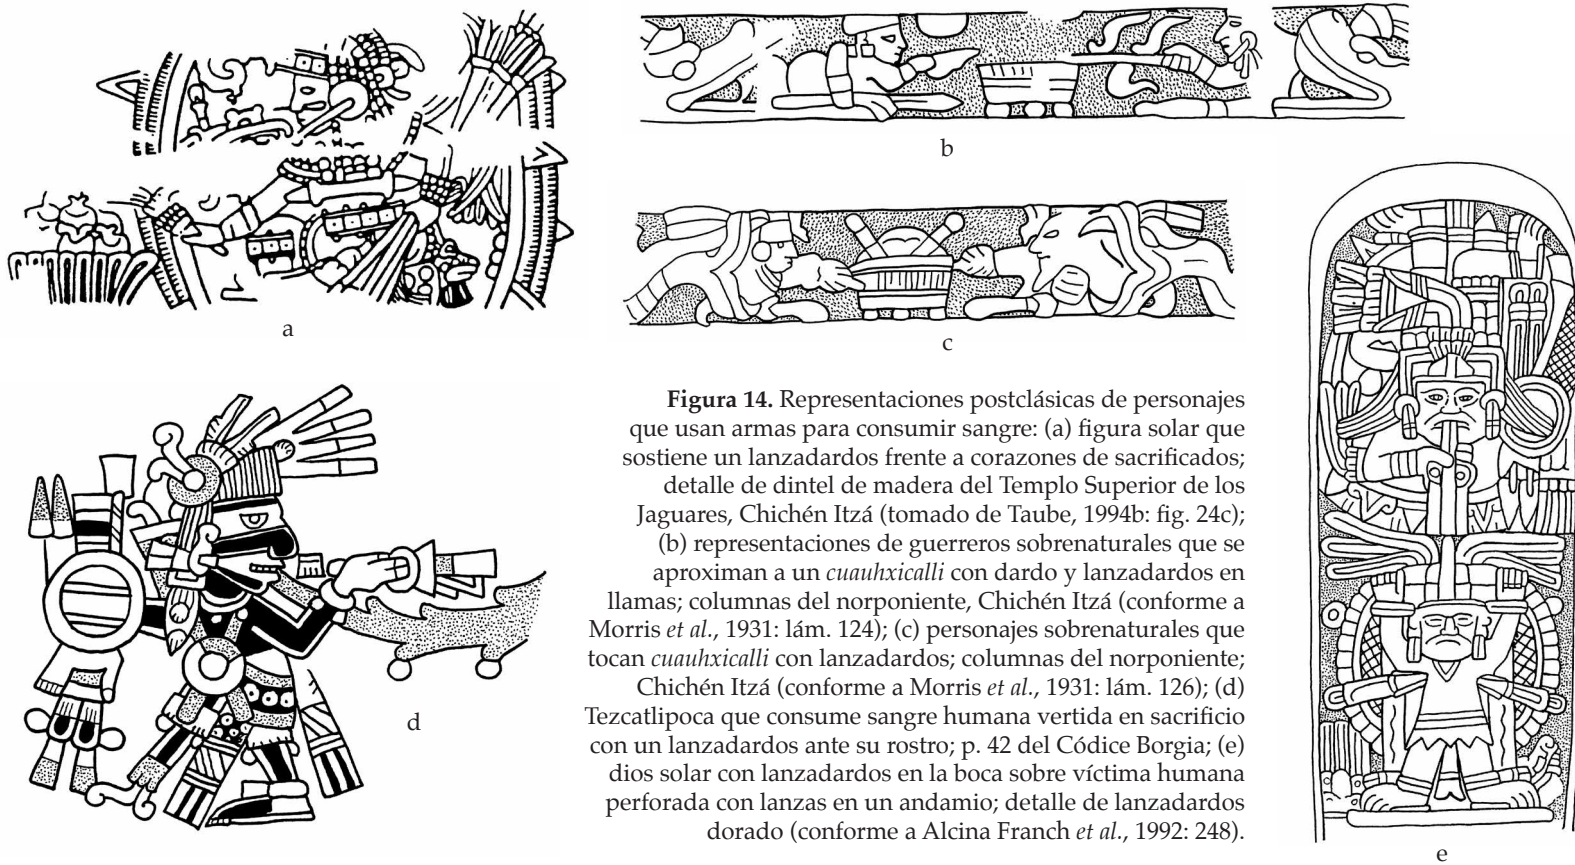 a
b
c
d
e
Figura 14. Representaciones postclásicas de personajes
que usan armas para consumir sangre: (a) figura solar que
sostiene un lanzadardos frente a corazones de sacrificados;
detalle de dintel de madera del Templo Superior de los
Jaguares, Chichén Itzá (tomado de Taube, 1994b: fig. 24c);
(b) representaciones de guerreros sobrenaturales que se
aproximan a un cuauhxicalli con dardo y lanzadardos en
llamas; columnas del norponiente, Chichén Itzá (conforme a
Morris et al., 1931: lám. 124); (c) personajes sobrenaturales que
tocan cuauhxicalli con lanzadardos; columnas del norponiente;
Chichén Itzá (conforme a Morris et al., 1931: lám. 126); (d)
Tezcatlipoca que consume sangre humana vertida en sacrificio
con un lanzadardos ante su rostro; p. 42 del Códice Borgia; (e)
dios solar con lanzadardos en la boca sobre víctima humana
perforada con lanzas en un andamio; detalle de lanzadardos
dorado (conforme a Alcina Franch et al., 1992: 248).